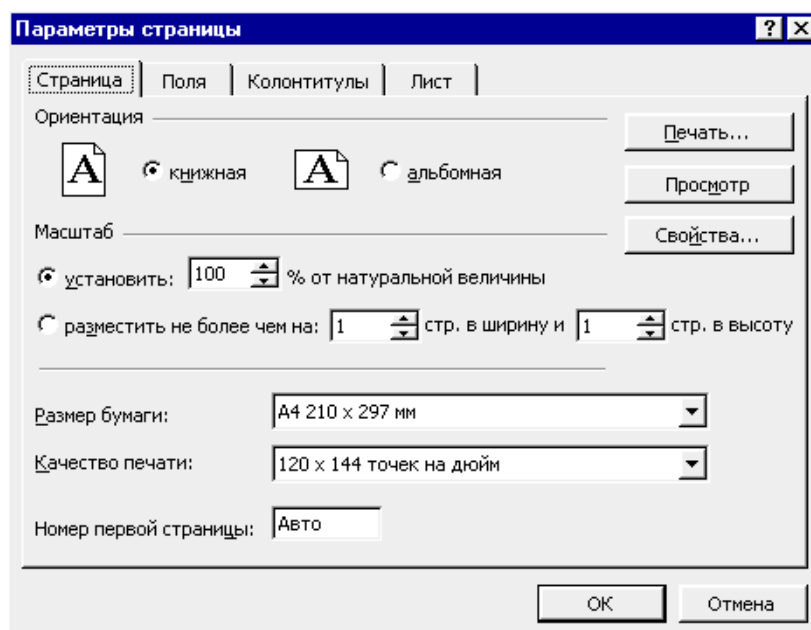 Параметры страницы
Страница Поля Колонтитулы Лист
Ориентация
Печать...
A книжная A альбомная
Просмотр
Масштаб
Свойства...
установить: 100 % от натуральной величины
разместить не более чем на: 1 стр. в ширину и 1 стр. в высоту
Размер бумаги: A4 210 x 297 мм
Качество печати: 120 x 144 точек на дюйм
Номер первой страницы: Авто
ОК Отмена